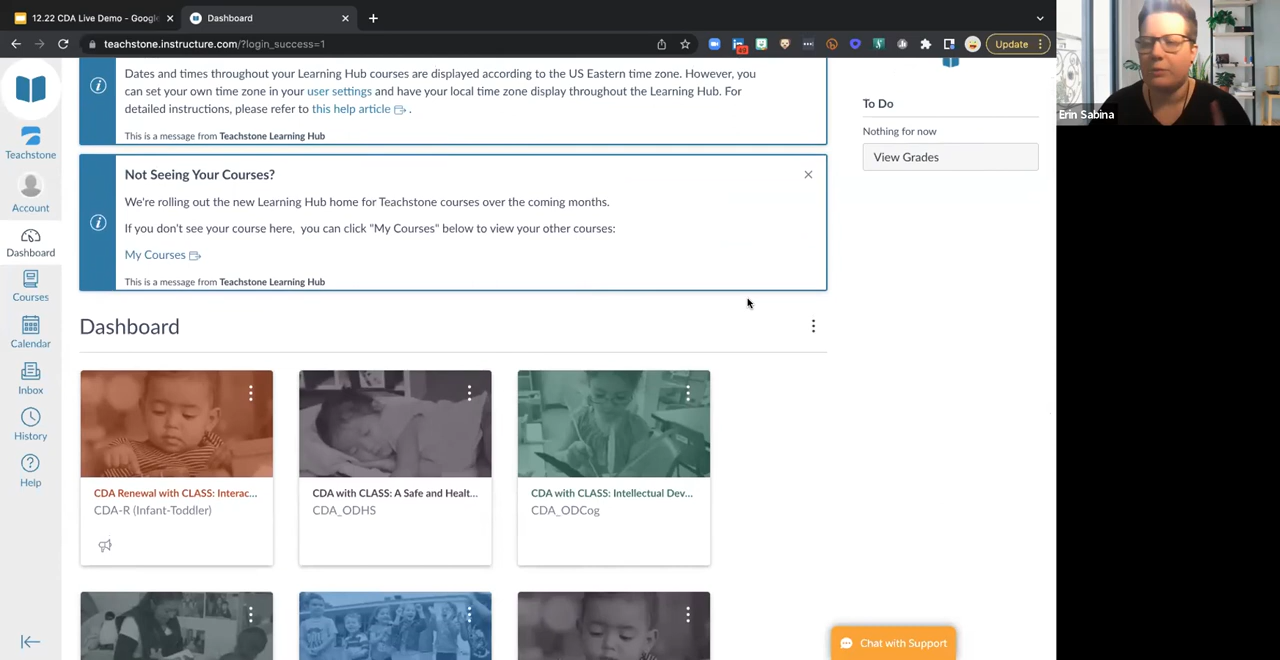 12.22 CDA Live Demo - Google
Dashboard
teachstone.instructure.com/?login_success=1
49
Update
Erin Sabina
Teachstone
Account
Dashboard
Courses
Calendar
Inbox
History
Help
Dates and times throughout your Learning Hub courses are displayed according to the US Eastern time zone. However, you
can set your own time zone in your user settings and have your local time zone display throughout the Learning Hub. For
detailed instructions, please refer to this help article .
This is a message from Teachstone Learning Hub
Not Seeing Your Courses?
We're rolling out the new Learning Hub home for Teachstone courses over the coming months.
If you don't see your course here, you can click "My Courses" below to view your other courses:
My Courses
This is a message from Teachstone Learning Hub
To Do
Nothing for now
View Grades
Dashboard
CDA Renewal with CLASS: Interac...
CDA-R (Infant-Toddler)
CDA with CLASS: A Safe and Healt...
CDA_ODHS
CDA with CLASS: Intellectual Dev...
CDA_ODCog
Chat with Support